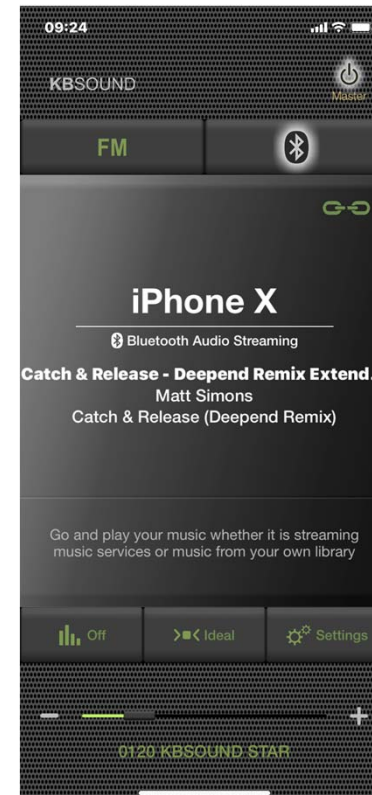 09:24
KBSOUND
Master
FM
iPhone X
Bluetooth Audio Streaming
Catch & Release - Deepend Remix Extend.
Matt Simons
Catch & Release (Deepend Remix)
Go and play your music whether it is streaming
music services or music from your own library
Off
Ideal
Settings
0120 KBSOUND STAR